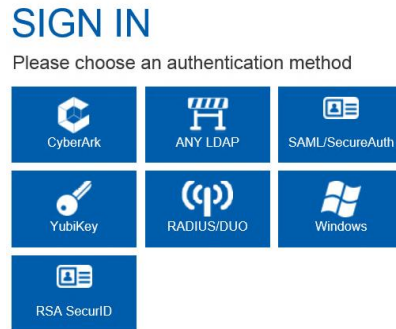 SIGN IN
Please choose an authentication method
CyberArk
ANY LDAP
SAML/SecureAuth
YubiKey
RADIUS/DUO
Windows
RSA SecurID